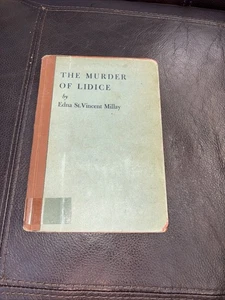 THE MURDER
OF LIDICE
by
Edna St. Vincent Millay